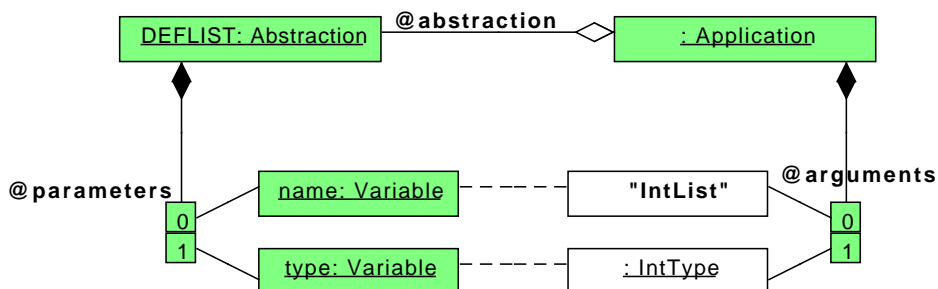 @abstraction
DEFLIST: Abstraction
: Application
@parameters
name: Variable
"IntList"
@arguments
0
0
1
type: Variable
: IntType
1